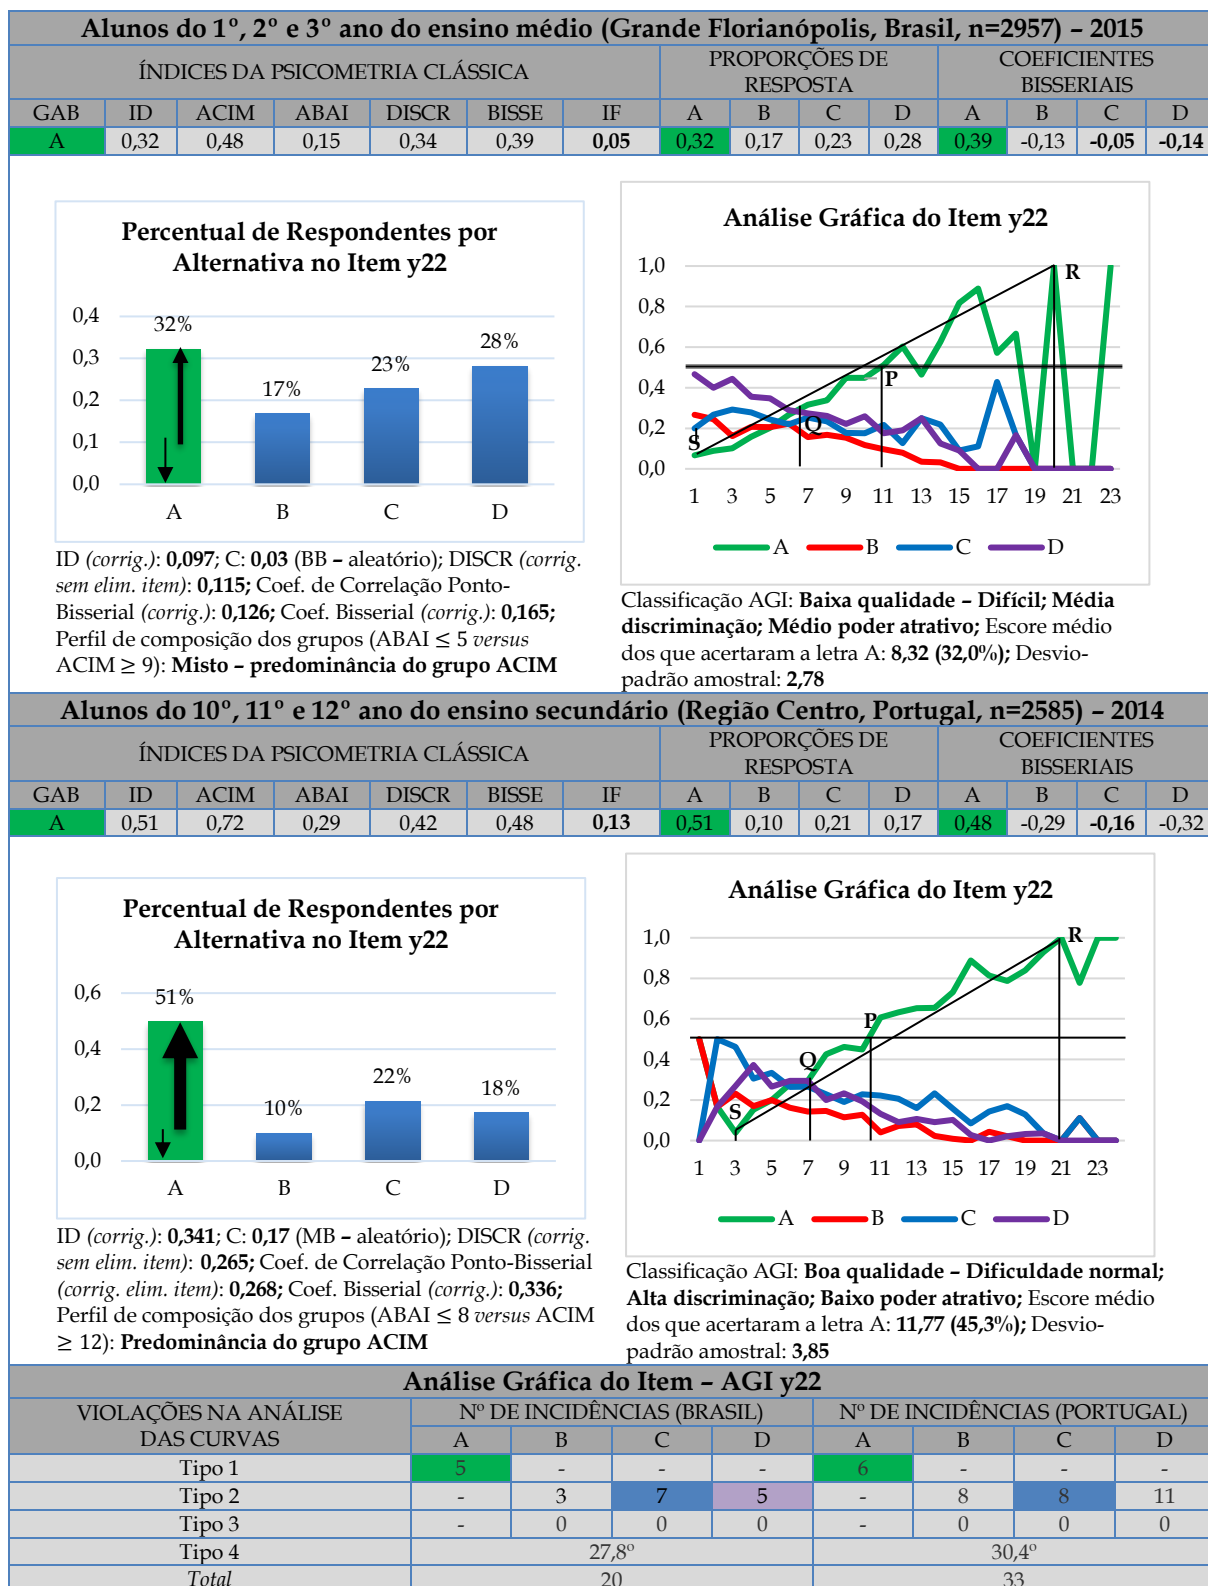 Alunos do 1º, 2º e 3º ano do ensino médio (Grande Florianópolis, Brasil, n=2957) – 2015
ÍNDICES DA PSICOMETRIA CLÁSSICA PROPORÇÕES DE RESPOSTA COEFICIENTES BISSERIAIS
GAB ID ACIM ABAI DISCR BISSE IF A B C D A B C D
A 0,32 0,48 0,15 0,34 0,39 0,05 0,32 0,17 0,23 0,28 0,39 -0,13 -0,05 -0,14
Percentual de Respondentes por
Alternativa no Item y22
0,4
0,3
0,2
0,1
0,0
32%
17%
23%
28%
A B C D
ID (corrig.): 0,097; C: 0,03 (BB – aleatório); DISCR (corrig.
sem elim. item): 0,115; Coef. de Correlação Ponto-
Bisserial (corrig.): 0,126; Coef. Bisserial (corrig.): 0,165;
Perfil de composição dos grupos (ABAI ≤ 5 versus
ACIM ≥ 9): Misto – predominância do grupo ACIM
Análise Gráfica do Item y22
1,0
0,8
0,6
0,4
0,2
0,0
R
P
Q
S
1 3 5 7 9 11 13 15 17 19 21 23
A B C D
Classificação AGI: Baixa qualidade – Difícil; Média
discriminação; Médio poder atrativo; Escore médio
dos que acertaram a letra A: 8,32 (32,0%); Desvio-
padrão amostral: 2,78
Alunos do 10º, 11º e 12º ano do ensino secundário (Região Centro, Portugal, n=2585) – 2014
ÍNDICES DA PSICOMETRIA CLÁSSICA PROPORÇÕES DE RESPOSTA COEFICIENTES BISSERIAIS
GAB ID ACIM ABAI DISCR BISSE IF A B C D A B C D
A 0,51 0,72 0,29 0,42 0,48 0,13 0,51 0,10 0,21 0,17 0,48 -0,29 -0,16 -0,32
Percentual de Respondentes por
Alternativa no Item y22
0,6
0,4
0,2
0,0
51%
10%
22%
18%
A B C D
ID (corrig.): 0,341; C: 0,17 (MB – aleatório); DISCR (corrig.
sem elim. item): 0,265; Coef. de Correlação Ponto-Bisserial
(corrig. elim. item): 0,268; Coef. Bisserial (corrig.): 0,336;
Perfil de composição dos grupos (ABAI ≤ 8 versus ACIM
≥ 12): Predominância do grupo ACIM
Análise Gráfica do Item y22
1,0
0,8
0,6
0,4
0,2
0,0
R
P
Q
S
1 3 5 7 9 11 13 15 17 19 21 23
A B C D
Classificação AGI: Boa qualidade – Dificuldade normal;
Alta discriminação; Baixo poder atrativo; Escore médio
dos que acertaram a letra A: 11,77 (45,3%); Desvio-
padrão amostral: 3,85
Análise Gráfica do Item – AGI y22
VIOLAÇÕES NA ANÁLISE DAS CURVAS Nº DE INCIDÊNCIAS (BRASIL) Nº DE INCIDÊNCIAS (PORTUGAL)
A B C D A B C D
Tipo 1 5 - - - 6 - - -
Tipo 2 - 3 7 5 - 8 8 11
Tipo 3 - 0 0 0 - 0 0 0
Tipo 4 27,8º 30,4º
Total 20 33